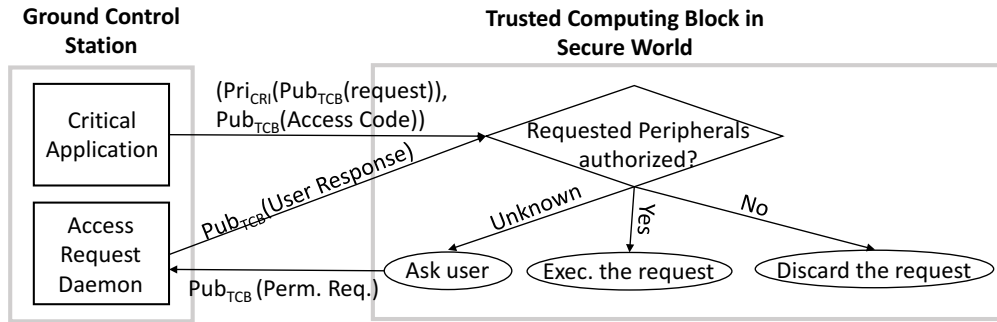 Ground Control
Station
Trusted Computing Block in
Secure World
Critical
Application
(Pri_CRI(Pub_TCB(request)),
Pub_TCB(Access Code))
Requested Peripherals
authorized?
Access
Request
Daemon
Pub_TCB(User Response)
Unknown
Yes
No
Ask user
Exec. the request
Discard the request
Pub_TCB (Perm. Req.)